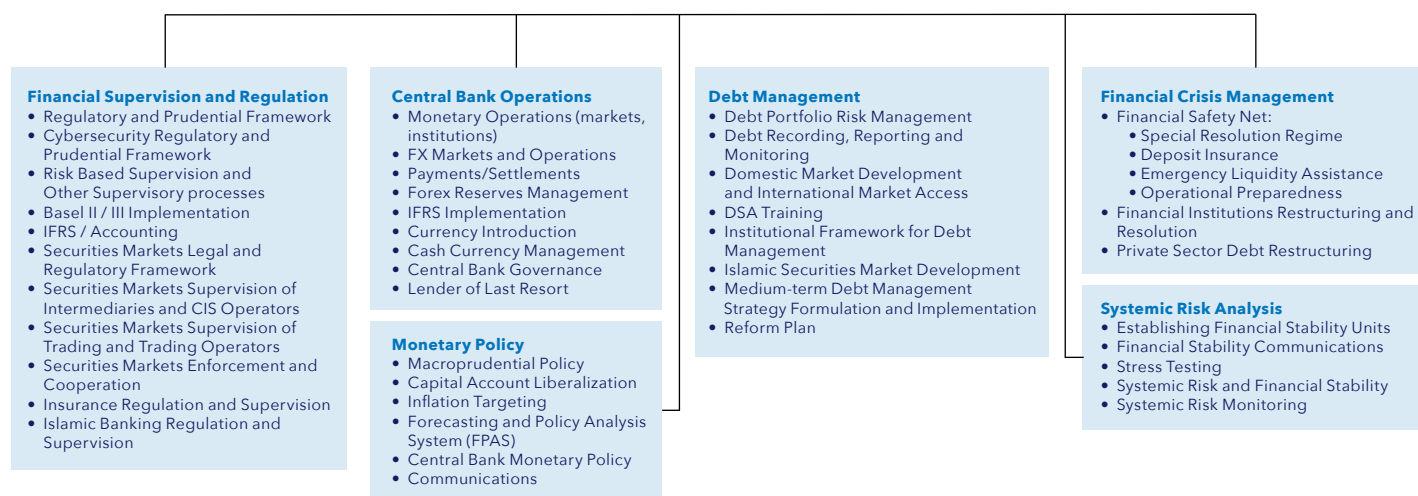 Financial Supervision and Regulation
• Regulatory and Prudential Framework
• Cybersecurity Regulatory and
Prudential Framework
• Risk Based Supervision and
Other Supervisory processes
• Basel II / III Implementation
• IFRS / Accounting
• Securities Markets Legal and
Regulatory Framework
• Securities Markets Supervision of
Intermediaries and CIS Operators
• Securities Markets Supervision of
Trading and Trading Operators
• Securities Markets Enforcement and
Cooperation
• Insurance Regulation and Supervision
• Islamic Banking Regulation and
Supervision
Central Bank Operations
• Monetary Operations (markets,
institutions)
• FX Markets and Operations
• Payments/Settlements
• Forex Reserves Management
• IFRS Implementation
• Currency Introduction
• Cash Currency Management
• Central Bank Governance
• Lender of Last Resort
Monetary Policy
• Macroprudential Policy
• Capital Account Liberalization
• Inflation Targeting
• Forecasting and Policy Analysis
System (FPAS)
• Central Bank Monetary Policy
• Communications
Debt Management
• Debt Portfolio Risk Management
• Debt Recording, Reporting and
Monitoring
• Domestic Market Development
and International Market Access
• DSA Training
• Institutional Framework for Debt
Management
• Islamic Securities Market Development
• Medium-term Debt Management
Strategy Formulation and Implementation
• Reform Plan
Financial Crisis Management
• Financial Safety Net:
• Special Resolution Regime
• Deposit Insurance
• Emergency Liquidity Assistance
• Operational Preparedness
• Financial Institutions Restructuring and
Resolution
• Private Sector Debt Restructuring
Systemic Risk Analysis
• Establishing Financial Stability Units
• Financial Stability Communications
• Stress Testing
• Systemic Risk and Financial Stability
• Systemic Risk Monitoring